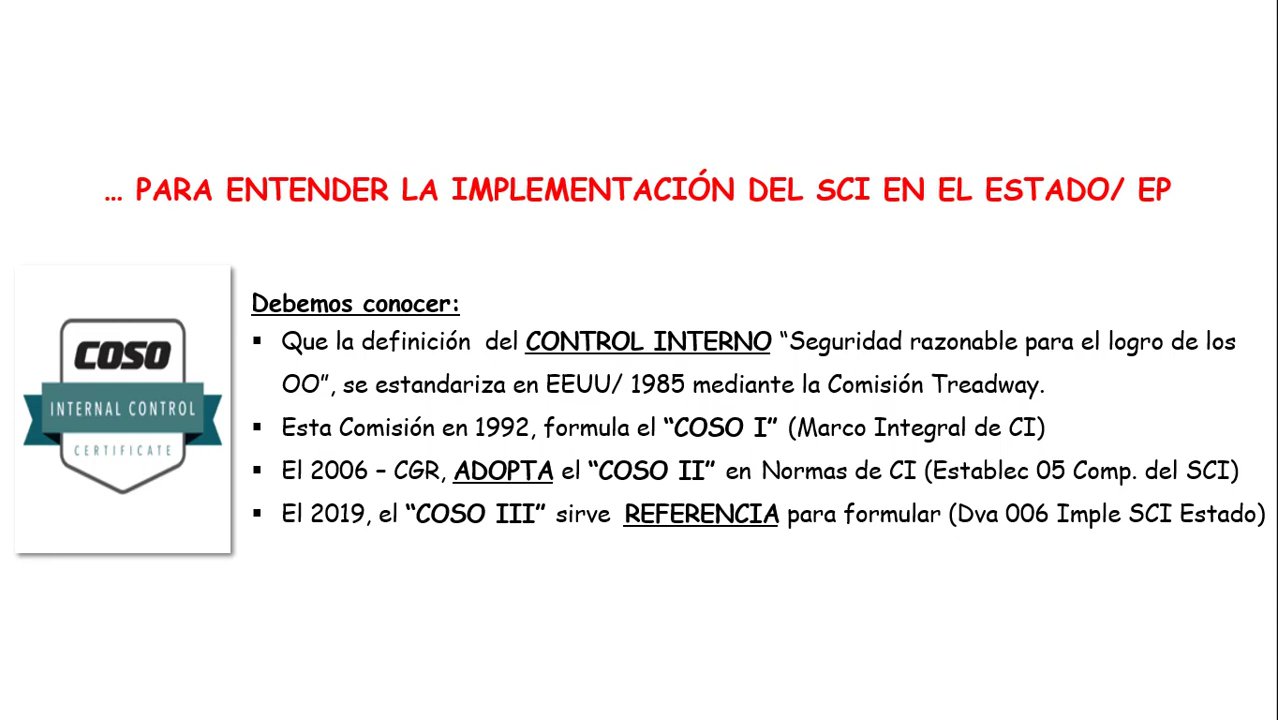 … PARA ENTENDER LA IMPLEMENTACIÓN DEL SCI EN EL ESTADO/ EP
COSO
INTERNAL CONTROL
CERTIFICATE
Debemos conocer:
▪ Que la definición del CONTROL INTERNO “Seguridad razonable para el logro de los
OO”, se estandariza en EEUU/ 1985 mediante la Comisión Treadway.
▪ Esta Comisión en 1992, formula el “COSO I” (Marco Integral de CI)
▪ El 2006 – CGR, ADOPTA el “COSO II” en Normas de CI (Establec 05 Comp. del SCI)
▪ El 2019, el “COSO III” sirve REFERENCIA para formular (Dva 006 Imple SCI Estado)